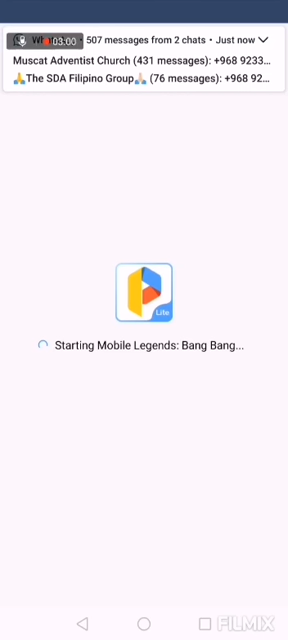 03:00
507 messages from 2 chats • Just now
Muscat Adventist Church (431 messages): +968 9233...
🙏The SDA Filipino Group🙏🏻 (76 messages): +968 92...
Lite
Starting Mobile Legends: Bang Bang...
FILMIX